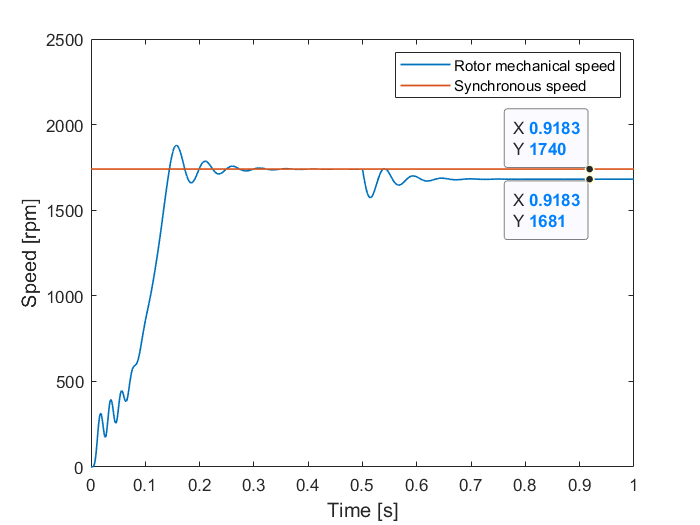 2500
2000
1500
1000
500
0
Speed [rpm]
Rotor mechanical speed
Synchronous speed
X 0.9183
Y 1740
X 0.9183
Y 1681
0 0.1 0.2 0.3 0.4 0.5 0.6 0.7 0.8 0.9 1
Time [s]